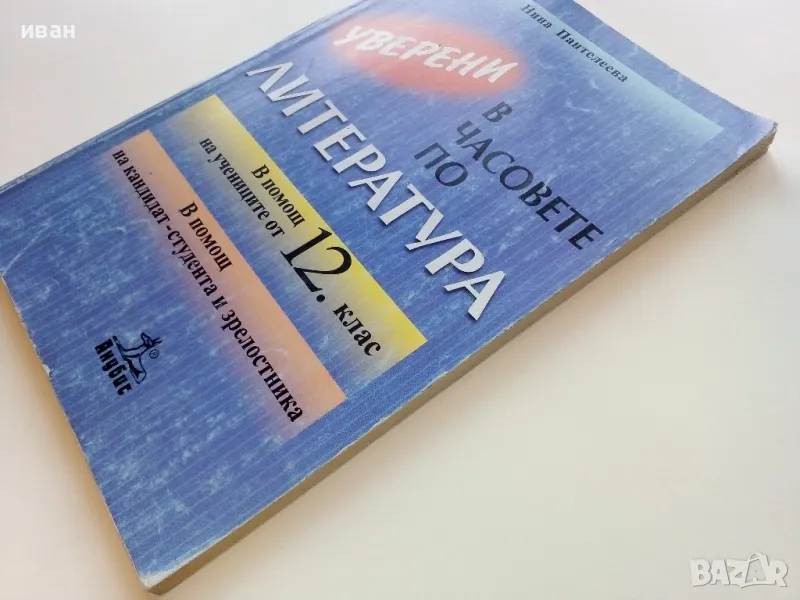 иван
Нина Пантелеева
УВЕРЕНИ
В
ЧАСОВЕТЕ
ПО
ЛИТЕРАТУРА
В помощ
на учениците от
12. клас
В помощ
на кандидат-студента и зрелостника
®
Анубис
BAZAR